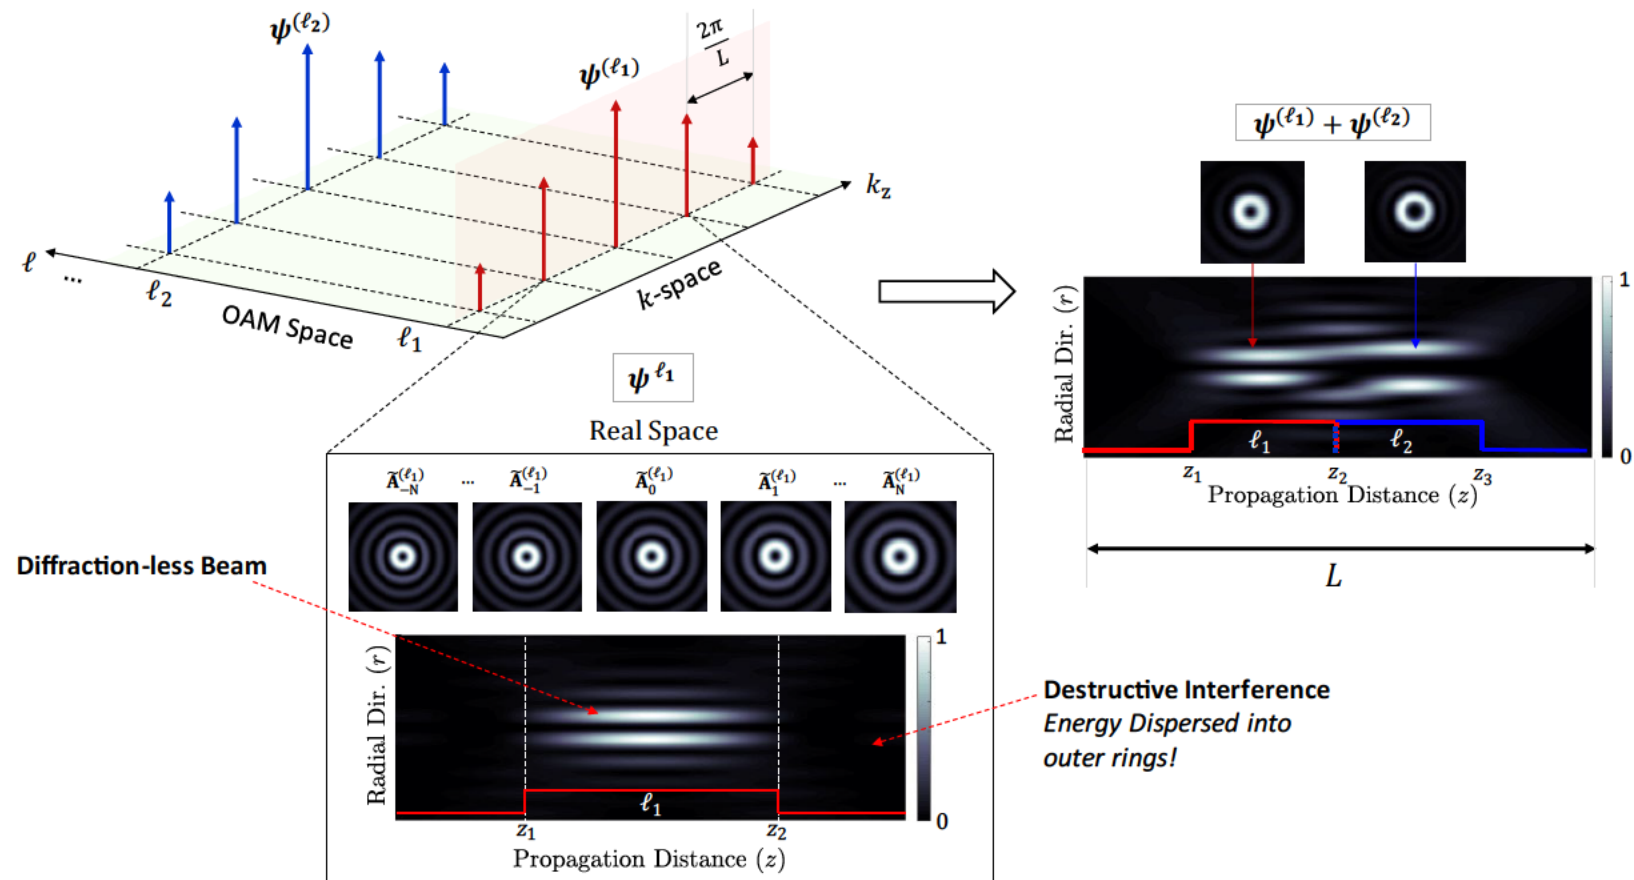 ψ^(ℓ₂)
ψ^(ℓ₁)
2π
L
k_z
ℓ
...
ℓ₂
OAM Space
ℓ₁
k-space
ψ^ℓ₁
Real Space
Ã_{-N}^{(ℓ₁)} ... Ã_{-1}^{(ℓ₁)} Ã_0^{(ℓ₁)} Ã_1^{(ℓ₁)} ... Ã_N^{(ℓ₁)}
Diffraction-less Beam
Radial Dir. (r)
1
0
ℓ₁
z₁ z₂
Propagation Distance (z)
Destructive Interference
Energy Dispersed into
outer rings!
ψ^(ℓ₁) + ψ^(ℓ₂)
Radial Dir. (r)
1
0
ℓ₁ ℓ₂
z₁ z₂ z₃
Propagation Distance (z)
L